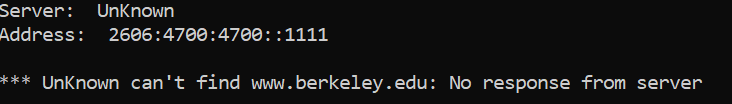 Server:  UnKnown
Address:  2606:4700:4700::1111
*** UnKnown can't find www.berkeley.edu: No response from server